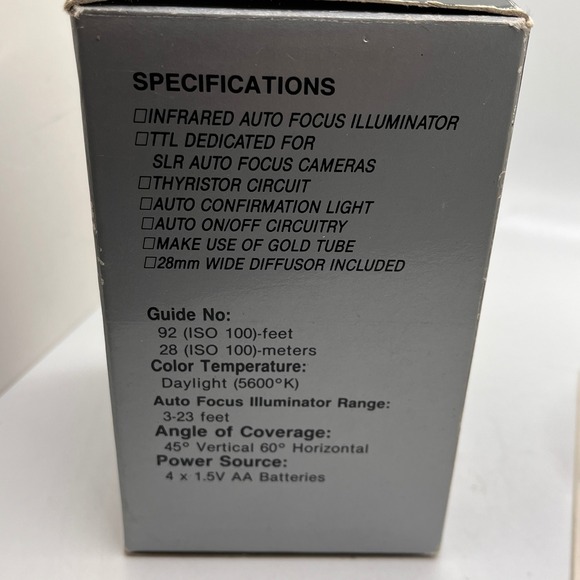 SPECIFICATIONS
□INFRARED AUTO FOCUS ILLUMINATOR
□TTL DEDICATED FOR
SLR AUTO FOCUS CAMERAS
□THYRISTOR CIRCUIT
□AUTO CONFIRMATION LIGHT
□AUTO ON/OFF CIRCUITRY
□MAKE USE OF GOLD TUBE
□28mm WIDE DIFFUSOR INCLUDED
Guide No:
92 (ISO 100)-feet
28 (ISO 100)-meters
Color Temperature:
Daylight (5600°K)
Auto Focus Illuminator Range:
3-23 feet
Angle of Coverage:
45° Vertical 60° Horizontal
Power Source:
4 x 1.5V AA Batteries